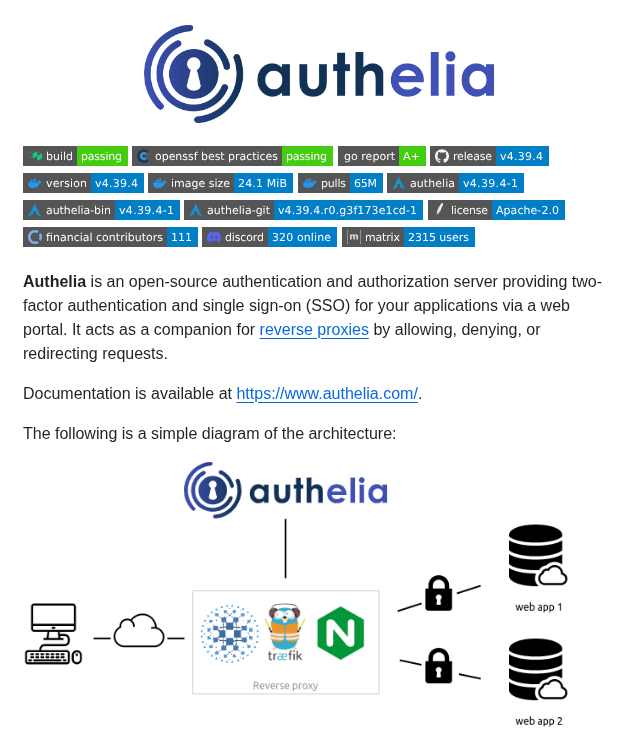 authelia
build passing openssf best practices passing go report A+ release v4.39.4
version v4.39.4 image size 24.1 MiB pulls 65M authelia v4.39.4-1
authelia-bin v4.39.4-1 authelia-git v4.39.4.r0.g3f173e1cd-1 license Apache-2.0
financial contributors 111 discord 320 online [m] matrix 2315 users
Authelia is an open-source authentication and authorization server providing two-
factor authentication and single sign-on (SSO) for your applications via a web
portal. It acts as a companion for reverse proxies by allowing, denying, or
redirecting requests.
Documentation is available at https://www.authelia.com/.
The following is a simple diagram of the architecture:
authelia
træfik
N
Reverse proxy
web app 1
web app 2